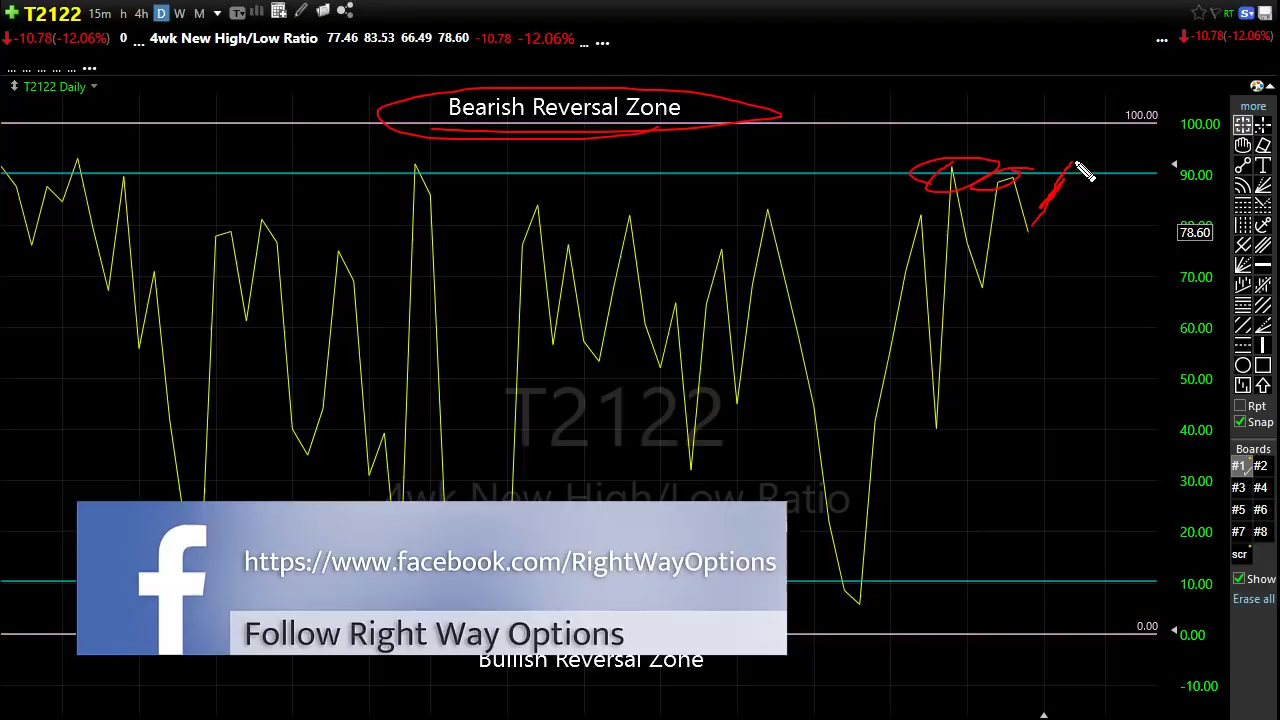 T2122 15m h 4h D W M
-10.78(-12.06%) 0 ... 4wk New High/Low Ratio 77.46 83.53 66.49 78.60 -10.78 -12.06% ... ...
RT
... -10.78(-12.06%)
... ... ... ... ... ...
T2122 Daily
more
Bearish Reversal Zone
100.00
100.00
90.00
80.00
78.60
70.00
60.00
50.00
40.00
30.00
20.00
10.00
0.00
0.00
-10.00
T2122
4wk New High/Low Ratio
https://www.facebook.com/RightWayOptions
Follow Right Way Options
Bullish Reversal Zone
Rpt
Snap
Boards
#1 #2
#3 #4
#5 #6
#7 #8
scr
Show
Erase all